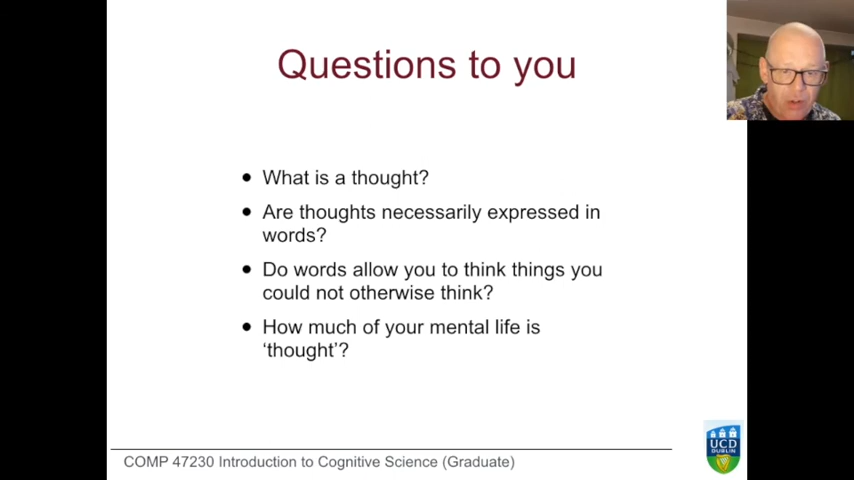 Questions to you
• What is a thought?
• Are thoughts necessarily expressed in
words?
• Do words allow you to think things you
could not otherwise think?
• How much of your mental life is
‘thought’?
COMP 47230 Introduction to Cognitive Science (Graduate)
UCD
DUBLIN